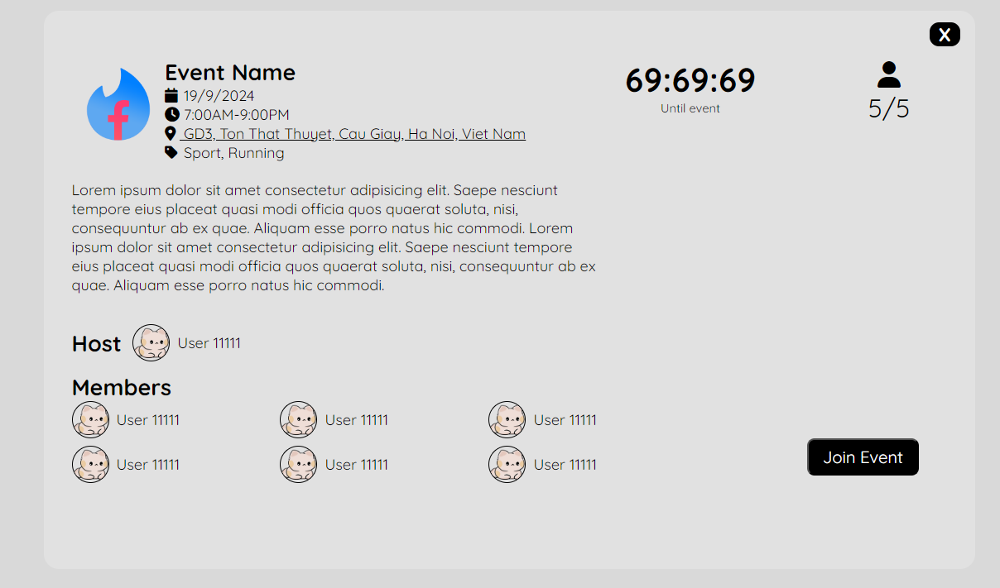 X
Event Name
19/9/2024
7:00AM-9:00PM
GD3, Ton That Thuyet, Cau Giay, Ha Noi, Viet Nam
Sport, Running
69:69:69
Until event
5/5
f
Lorem ipsum dolor sit amet consectetur adipisicing elit. Saepe nesciunt
tempore eius placeat quasi modi officia quos quaerat soluta, nisi,
consequuntur ab ex quae. Aliquam esse porro natus hic commodi. Lorem
ipsum dolor sit amet consectetur adipisicing elit. Saepe nesciunt tempore
eius placeat quasi modi officia quos quaerat soluta, nisi, consequuntur ab ex
quae. Aliquam esse porro natus hic commodi.
Host User 11111
Members
User 11111 User 11111 User 11111
User 11111 User 11111 User 11111
Join Event